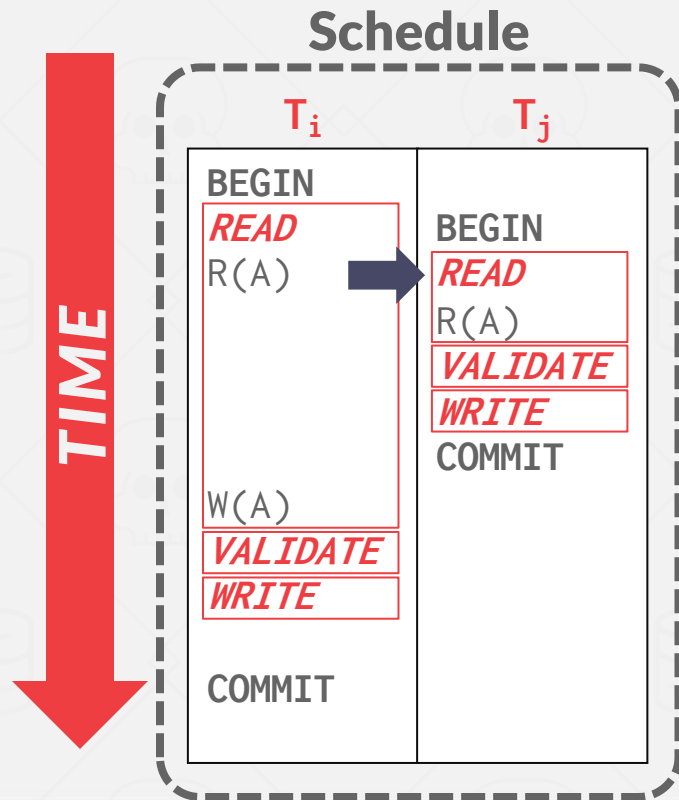 Schedule
TIME
Ti Tj
BEGIN
READ
R(A)
W(A)
VALIDATE
WRITE
COMMIT
BEGIN
READ
R(A)
VALIDATE
WRITE
COMMIT